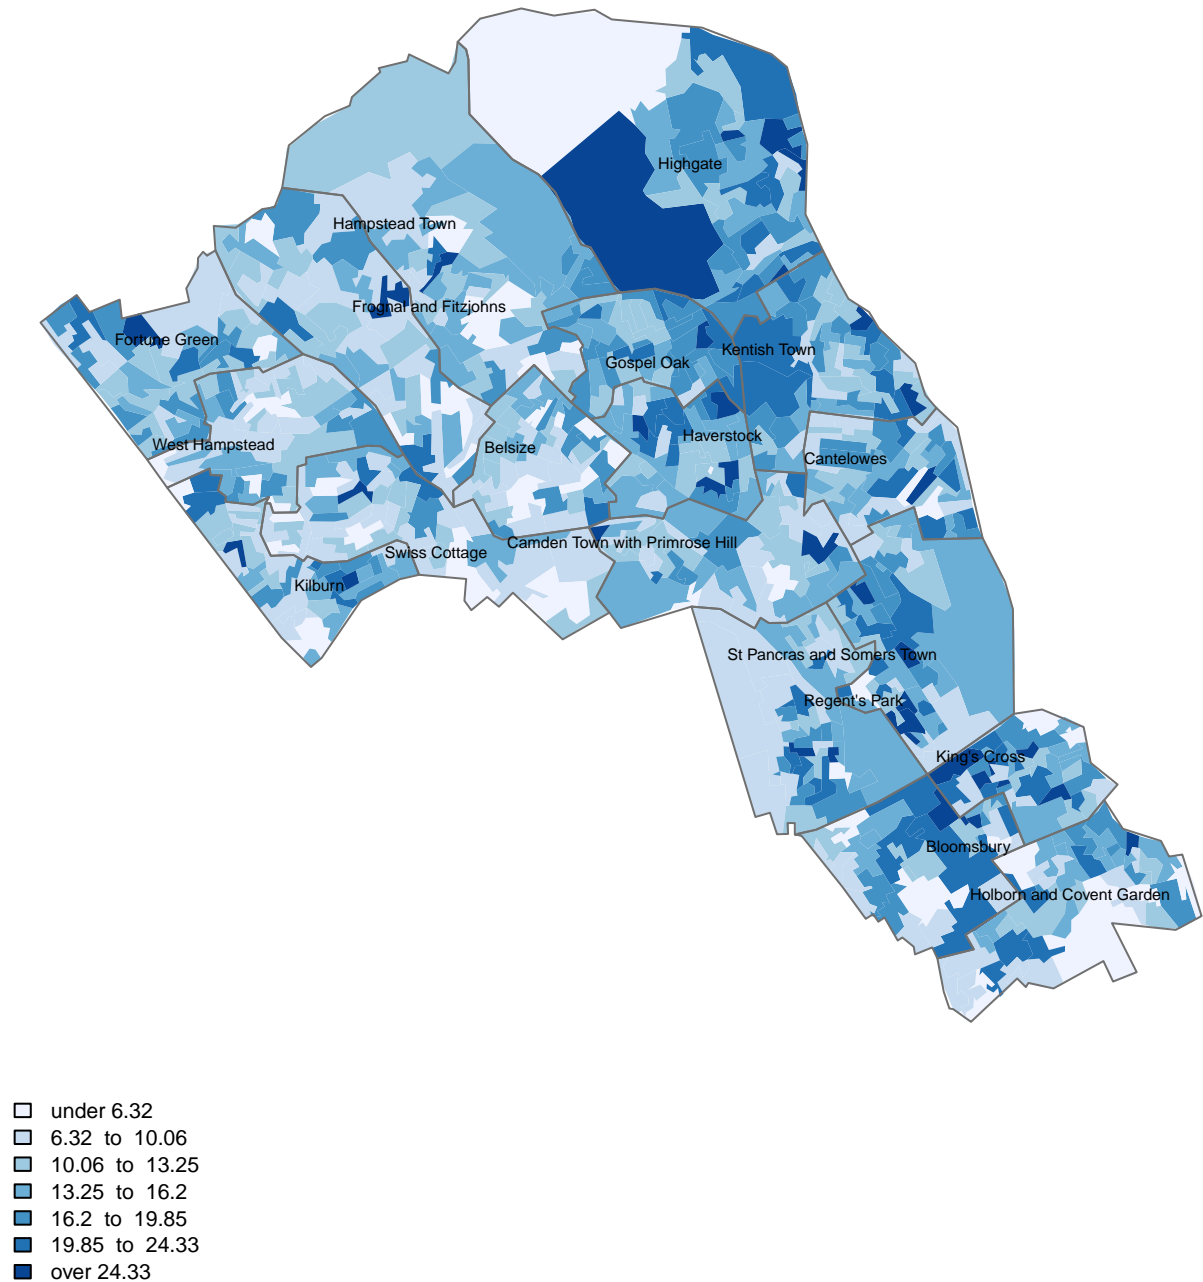 Highgate
Hampstead Town
Frognal and Fitzjohns
Fortune Green
Kentish Town
Gospel Oak
Haverstock
West Hampstead
Belsize
Cantelowes
Camden Town with Primrose Hill
Swiss Cottage
Kilburn
St Pancras and Somers Town
Regent's Park
King's Cross
Bloomsbury
Holborn and Covent Garden
under 6.32
6.32 to 10.06
10.06 to 13.25
13.25 to 16.2
16.2 to 19.85
19.85 to 24.33
over 24.33